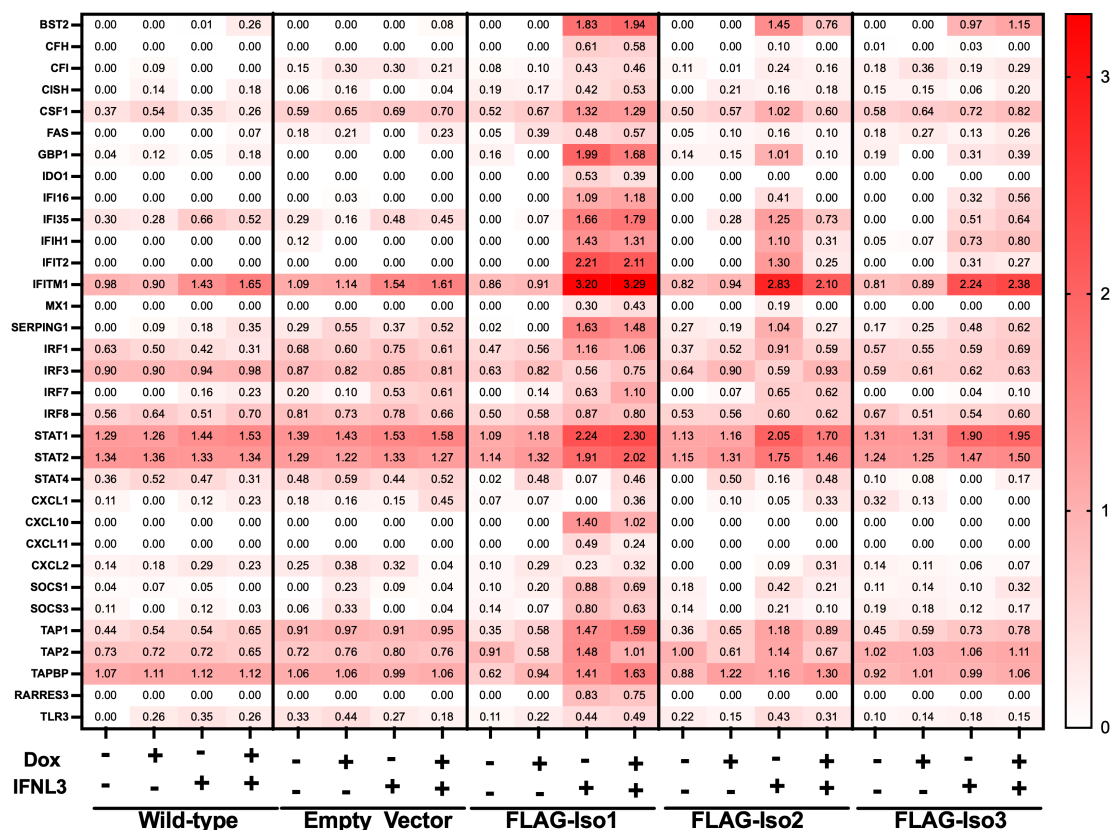 BST2 0.00 0.00 0.01 0.26 0.00 0.00 0.00 0.08 0.00 0.00 1.83 1.94 0.00 0.00 1.45 0.76 0.00 0.00 0.97 1.15
CFH 0.00 0.00 0.00 0.00 0.00 0.00 0.00 0.00 0.00 0.00 0.61 0.58 0.00 0.00 0.10 0.00 0.01 0.00 0.03 0.00
CFI 0.00 0.09 0.00 0.00 0.15 0.30 0.30 0.21 0.08 0.10 0.43 0.46 0.11 0.01 0.24 0.16 0.18 0.36 0.19 0.29
3
CISH 0.00 0.14 0.00 0.18 0.06 0.16 0.00 0.04 0.19 0.17 0.42 0.53 0.00 0.21 0.16 0.18 0.15 0.15 0.06 0.20
CSF1 0.37 0.54 0.35 0.26 0.59 0.65 0.69 0.70 0.52 0.67 1.32 1.29 0.50 0.57 1.02 0.60 0.58 0.64 0.72 0.82
FAS 0.00 0.00 0.00 0.07 0.18 0.21 0.00 0.23 0.05 0.39 0.48 0.57 0.05 0.10 0.16 0.10 0.18 0.27 0.13 0.26
GBP1 0.04 0.12 0.05 0.18 0.00 0.00 0.00 0.00 0.16 0.00 1.99 1.68 0.14 0.15 1.01 0.10 0.19 0.00 0.31 0.39
IDO1 0.00 0.00 0.00 0.00 0.00 0.00 0.00 0.00 0.00 0.00 0.53 0.39 0.00 0.00 0.00 0.00 0.00 0.00 0.00 0.00
IFI16 0.00 0.00 0.00 0.00 0.00 0.03 0.00 0.00 0.00 0.00 1.09 1.18 0.00 0.00 0.41 0.00 0.00 0.00 0.32 0.56
IFI35 0.30 0.28 0.66 0.52 0.29 0.16 0.48 0.45 0.00 0.07 1.66 1.79 0.00 0.28 1.25 0.73 0.00 0.00 0.51 0.64
IFIH1 0.00 0.00 0.00 0.00 0.12 0.00 0.00 0.00 0.00 0.00 1.43 1.31 0.00 0.00 1.10 0.31 0.05 0.07 0.73 0.80
IFIT2 0.00 0.00 0.00 0.00 0.00 0.00 0.00 0.00 0.00 0.00 2.21 2.11 0.00 0.00 1.30 0.25 0.00 0.00 0.31 0.27
IFITM1 0.98 0.90 1.43 1.65 1.09 1.14 1.54 1.61 0.86 0.91 3.20 3.29 0.82 0.94 2.83 2.10 0.81 0.89 2.24 2.38
2
MX1 0.00 0.00 0.00 0.00 0.00 0.00 0.00 0.00 0.00 0.00 0.30 0.43 0.00 0.00 0.19 0.00 0.00 0.00 0.00 0.00
SERPING1 0.00 0.09 0.18 0.35 0.29 0.55 0.37 0.52 0.02 0.00 1.63 1.48 0.27 0.19 1.04 0.27 0.17 0.25 0.48 0.62
IRF1 0.63 0.50 0.42 0.31 0.68 0.60 0.75 0.61 0.47 0.56 1.16 1.06 0.37 0.52 0.91 0.59 0.57 0.55 0.59 0.69
IRF3 0.90 0.90 0.94 0.98 0.87 0.82 0.85 0.81 0.63 0.82 0.56 0.75 0.64 0.90 0.59 0.93 0.59 0.61 0.62 0.63
IRF7 0.00 0.00 0.16 0.23 0.20 0.10 0.53 0.61 0.00 0.14 0.63 1.10 0.00 0.07 0.65 0.62 0.00 0.00 0.04 0.10
IRF8 0.56 0.64 0.51 0.70 0.81 0.73 0.78 0.66 0.50 0.58 0.87 0.80 0.53 0.56 0.60 0.62 0.67 0.51 0.54 0.60
STAT1 1.29 1.26 1.44 1.53 1.39 1.43 1.53 1.58 1.09 1.18 2.24 2.30 1.13 1.16 2.05 1.70 1.31 1.31 1.90 1.95
STAT2 1.34 1.36 1.33 1.34 1.29 1.22 1.33 1.27 1.14 1.32 1.91 2.02 1.15 1.31 1.75 1.46 1.24 1.25 1.47 1.50
STAT4 0.36 0.52 0.47 0.31 0.48 0.59 0.44 0.52 0.02 0.48 0.07 0.46 0.00 0.50 0.16 0.48 0.10 0.08 0.00 0.17
CXCL1 0.11 0.00 0.12 0.23 0.18 0.16 0.15 0.45 0.07 0.07 0.00 0.36 0.00 0.10 0.05 0.33 0.32 0.13 0.00 0.00
1
CXCL10 0.00 0.00 0.00 0.00 0.00 0.00 0.00 0.00 0.00 0.00 1.40 1.02 0.00 0.00 0.00 0.00 0.00 0.00 0.00 0.00
CXCL11 0.00 0.00 0.00 0.00 0.00 0.00 0.00 0.00 0.00 0.00 0.49 0.24 0.00 0.00 0.00 0.00 0.00 0.00 0.00 0.00
CXCL2 0.14 0.18 0.29 0.23 0.25 0.38 0.32 0.04 0.10 0.29 0.23 0.32 0.00 0.00 0.09 0.31 0.14 0.11 0.06 0.07
SOCS1 0.04 0.07 0.05 0.00 0.00 0.23 0.09 0.04 0.10 0.20 0.88 0.69 0.18 0.00 0.42 0.21 0.11 0.14 0.10 0.32
SOCS3 0.11 0.00 0.12 0.03 0.06 0.33 0.00 0.04 0.14 0.07 0.80 0.63 0.14 0.00 0.21 0.10 0.19 0.18 0.12 0.17
TAP1 0.44 0.54 0.54 0.65 0.91 0.97 0.91 0.95 0.35 0.58 1.47 1.59 0.36 0.65 1.18 0.89 0.45 0.59 0.73 0.78
TAP2 0.73 0.72 0.72 0.65 0.72 0.76 0.80 0.76 0.91 0.58 1.48 1.01 1.00 0.61 1.14 0.67 1.02 1.03 1.06 1.11
TAPBP 1.07 1.11 1.12 1.12 1.06 1.06 0.99 1.06 0.62 0.94 1.41 1.63 0.88 1.22 1.16 1.30 0.92 1.01 0.99 1.06
RARRES3 0.00 0.00 0.00 0.00 0.00 0.00 0.00 0.00 0.00 0.00 0.83 0.75 0.00 0.00 0.00 0.00 0.00 0.00 0.00 0.00
TLR3 0.00 0.26 0.35 0.26 0.33 0.44 0.27 0.18 0.11 0.22 0.44 0.49 0.22 0.15 0.43 0.31 0.10 0.14 0.18 0.15
0
Dox - + - + - + - + - + - + - + - + - + - +
IFNL3 - - + + - - + + - - + + - - + + - - + +
Wild-type Empty Vector FLAG-Iso1 FLAG-Iso2 FLAG-Iso3